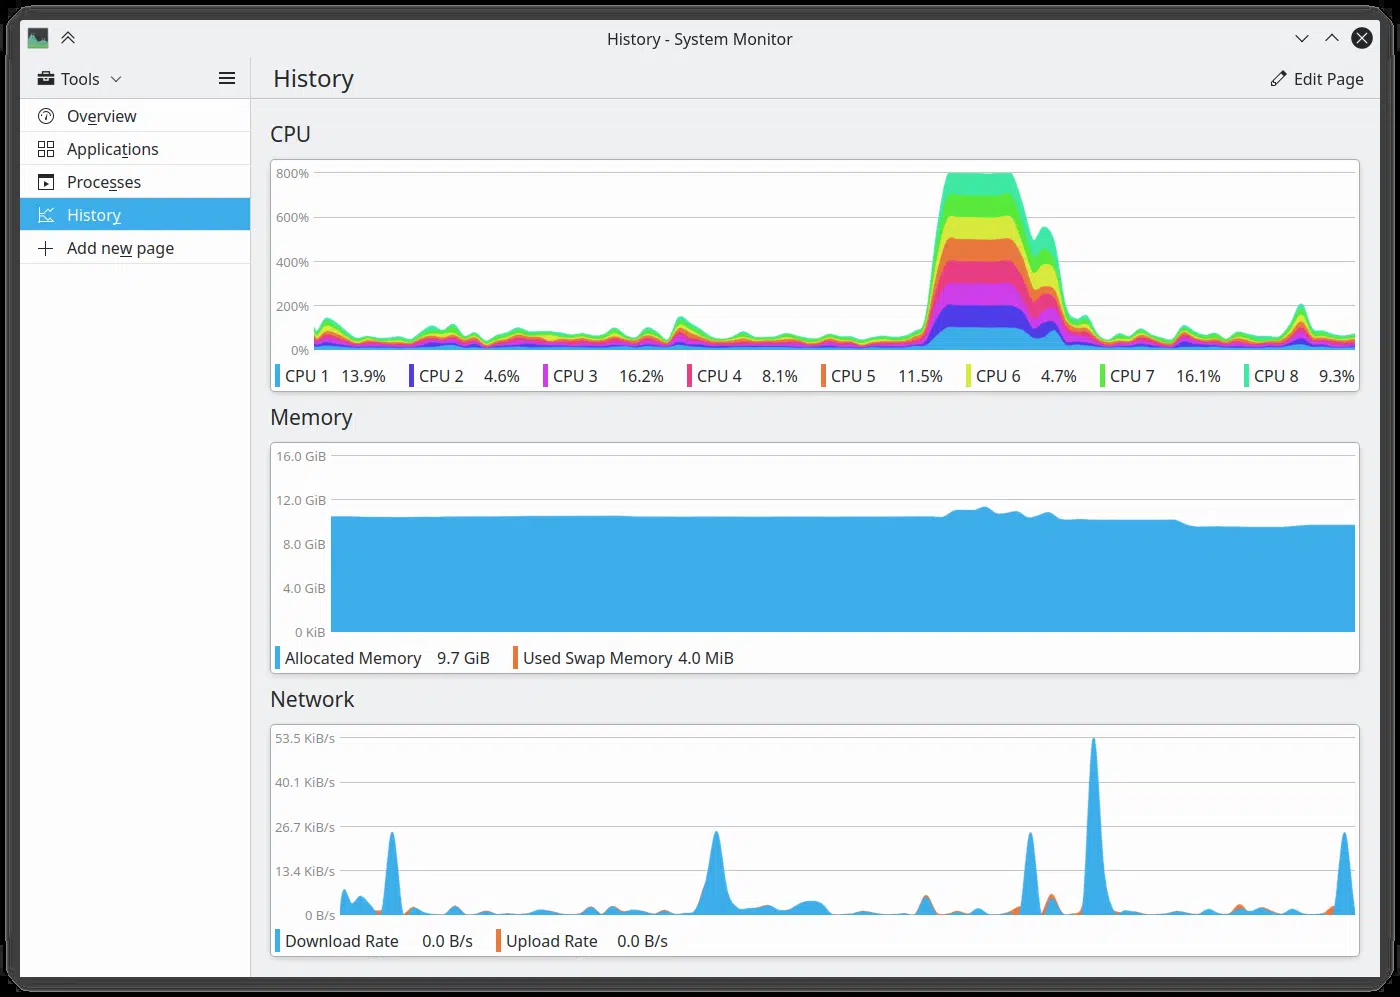 History - System Monitor
Tools
History
Edit Page
Overview
Applications
Processes
History
Add new page
CPU
800%
600%
400%
200%
0%
CPU 1 13.9% CPU 2 4.6% CPU 3 16.2% CPU 4 8.1% CPU 5 11.5% CPU 6 4.7% CPU 7 16.1% CPU 8 9.3%
Memory
16.0 GiB
12.0 GiB
8.0 GiB
4.0 GiB
0 KiB
Allocated Memory 9.7 GiB Used Swap Memory 4.0 MiB
Network
53.5 KiB/s
40.1 KiB/s
26.7 KiB/s
13.4 KiB/s
0 B/s
Download Rate 0.0 B/s Upload Rate 0.0 B/s